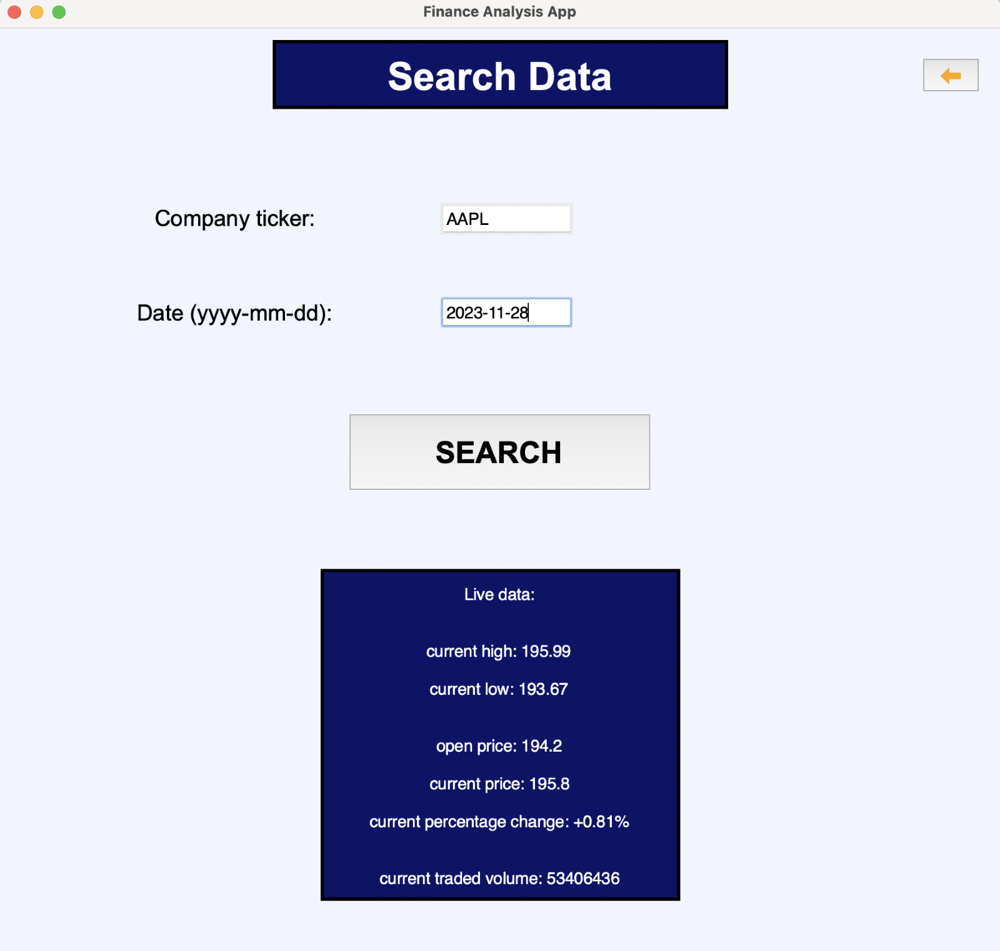 Finance Analysis App
Search Data
Company ticker: AAPL
Date (yyyy-mm-dd): 2023-11-28
SEARCH
Live data:
current high: 195.99
current low: 193.67
open price: 194.2
current price: 195.8
current percentage change: +0.81%
current traded volume: 53406436